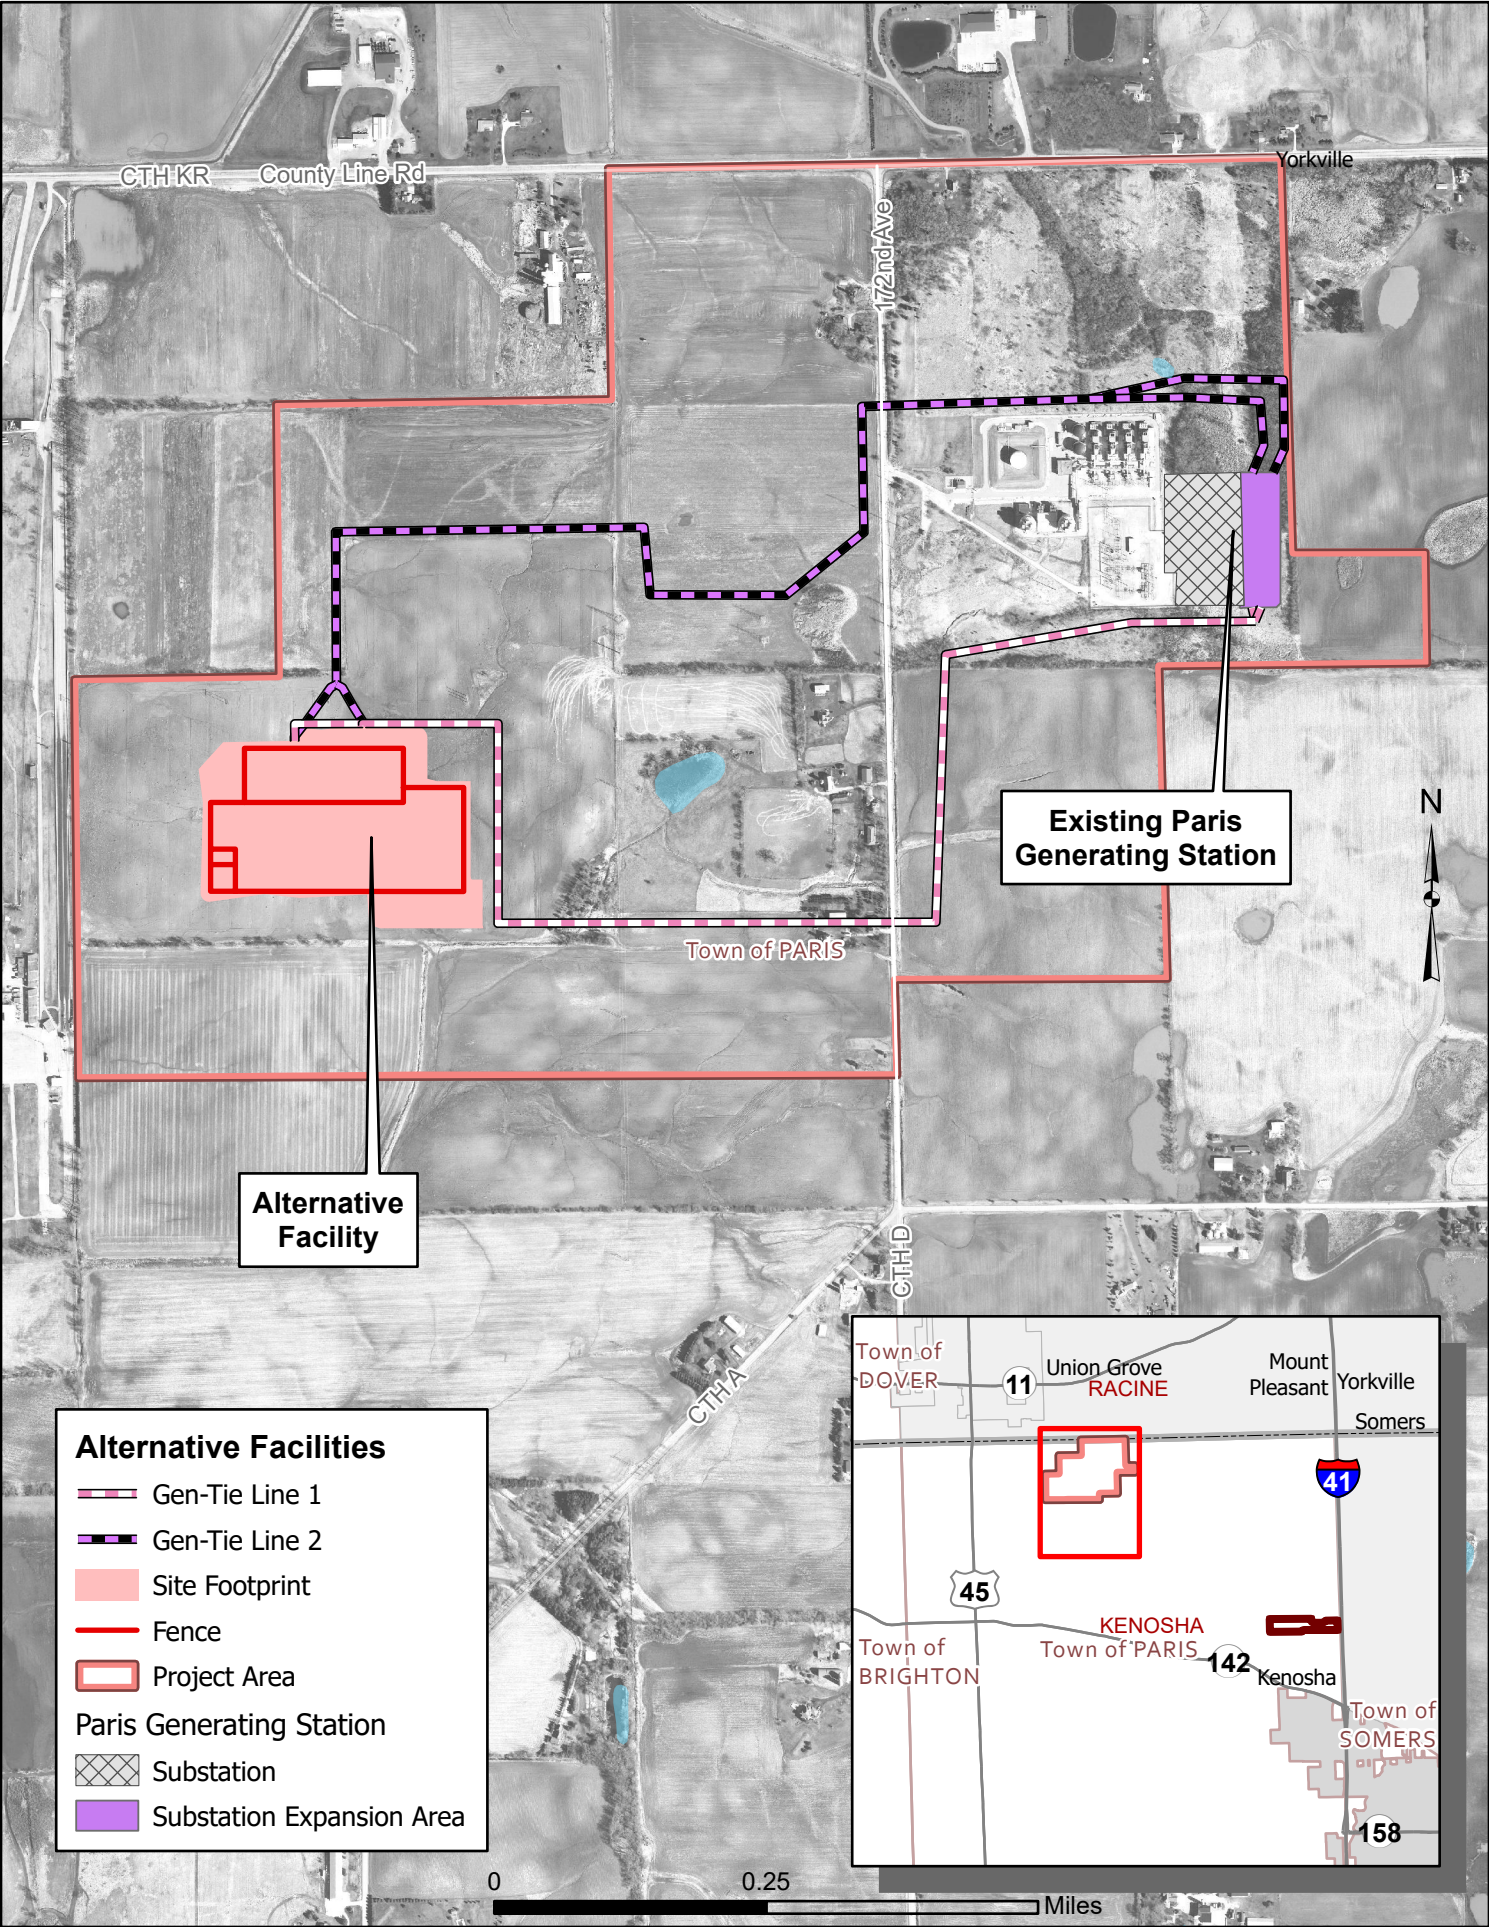 Yorkville
CTH KR
County Line Rd
172nd Ave
Existing Paris
Generating Station
N
Town of PARIS
Alternative
Facility
CTH D
CTH A
Alternative Facilities
Gen-Tie Line 1
Gen-Tie Line 2
Site Footprint
Fence
Project Area
Paris Generating Station
Substation
Substation Expansion Area
Town of
DOVER
11
Union Grove
RACINE
Mount
Pleasant
Yorkville
Somers
41
45
KENOSHA
Town of PARIS
Town of
BRIGHTON
142
Kenosha
Town of
SOMERS
158
0
0.25
Miles